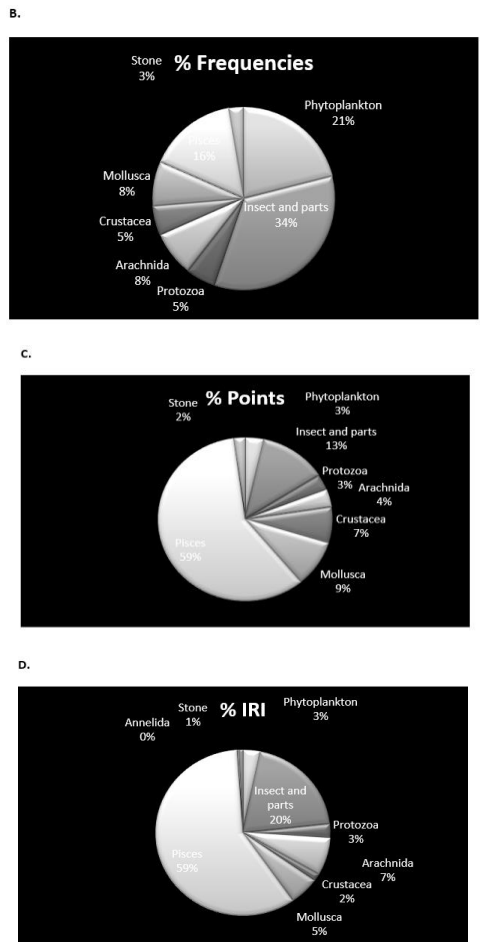 B.
% Frequencies
Stone
3%
Phytoplankton
21%
Pisces
16%
Insect and parts
34%
Mollusca
8%
Crustacea
5%
Arachnida
8%
Protozoa
5%
C.
% Points
Stone
2%
Phytoplankton
3%
Insect and parts
13%
Protozoa
3%
Arachnida
4%
Crustacea
7%
Pisces
59%
Mollusca
9%
D.
% IRI
Stone
1%
Phytoplankton
3%
Annelida
0%
Insect and
parts
20%
Protozoa
3%
Pisces
59%
Arachnida
7%
Crustacea
2%
Mollusca
5%